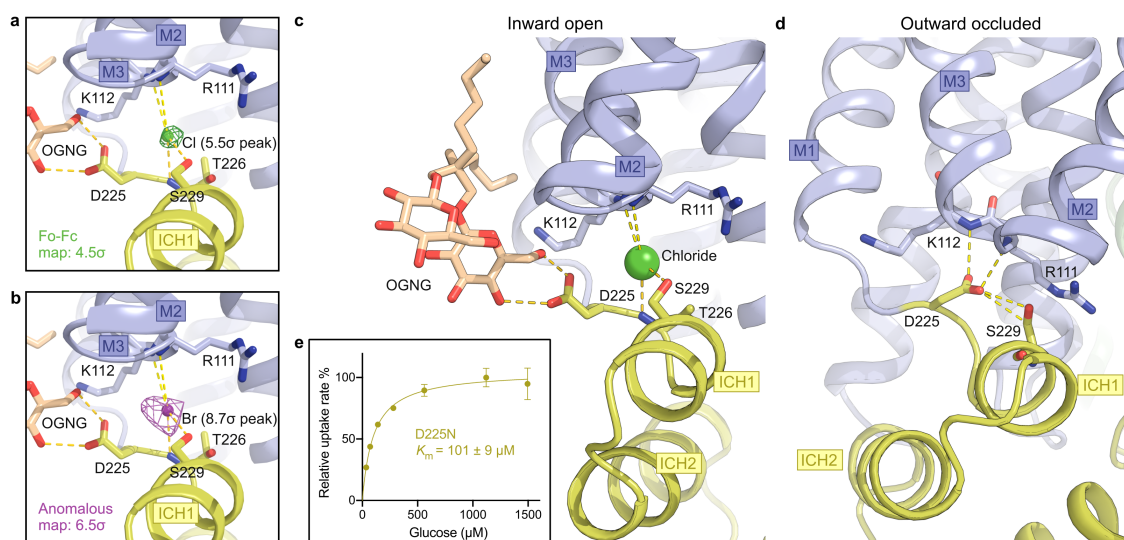 a
M2
M3
K112
R111
Cl (5.5σ peak)
OGNG
T226
D225
S229
Fo-Fc
map: 4.5σ
ICH1
b
M2
M3
K112
R111
Br (8.7σ peak)
OGNG
T226
D225
S229
Anomalous
map: 6.5σ
ICH1
c
Inward open
M3
M2
K112
R111
Chloride
OGNG
D225
S229
T226
ICH1
ICH2
d
Outward occluded
M3
M1
M2
K112
R111
D225
S229
ICH1
ICH2
e
Relative uptake rate %
100
50
0
D225N
Km = 101 ± 9 µM
0 500 1000 1500
Glucose (µM)